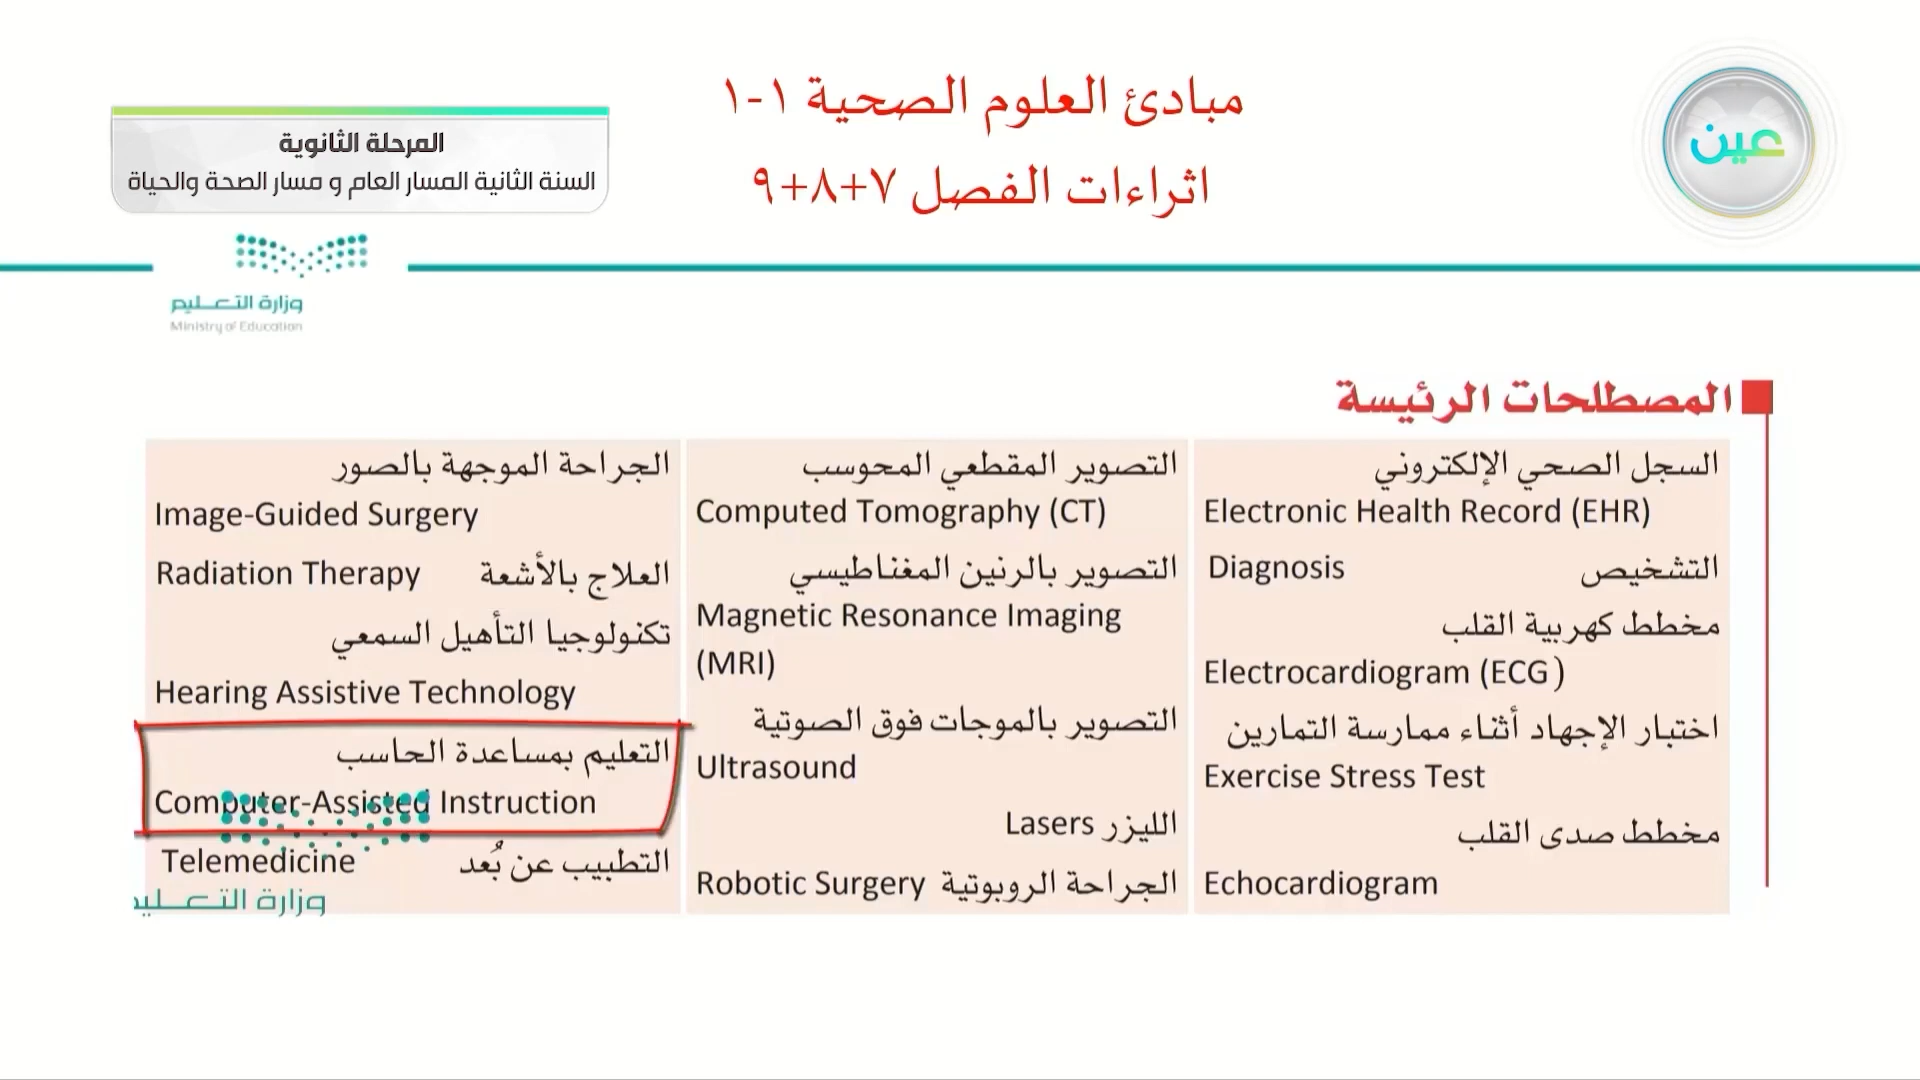 مبادئ العلوم الصحية ١-١
اثراءات الفصل ٧+٨+٩
عين
المرحلة الثانوية
السنة الثانية المسار العام و مسار الصحة والحياة
وزارة التعليم
Ministry of Education
المصطلحات الرئيسة
السجل الصحي الإلكتروني
Electronic Health Record (EHR)
التشخيص Diagnosis
مخطط كهربية القلب
Electrocardiogram (ECG)
اختبار الإجهاد أثناء ممارسة التمارين
Exercise Stress Test
مخطط صدى القلب
Echocardiogram
التصوير المقطعي المحوسب
Computed Tomography (CT)
التصوير بالرنين المغناطيسي
Magnetic Resonance Imaging
(MRI)
التصوير بالموجات فوق الصوتية
Ultrasound
الليزر Lasers
الجراحة الروبوتية Robotic Surgery
الجراحة الموجهة بالصور
Image-Guided Surgery
العلاج بالأشعة Radiation Therapy
تكنولوجيا التأهيل السمعي
Hearing Assistive Technology
التعليم بمساعدة الحاسب
Computer-Assisted Instruction
التطبيب عن بُعد Telemedicine
وزارة التعليم